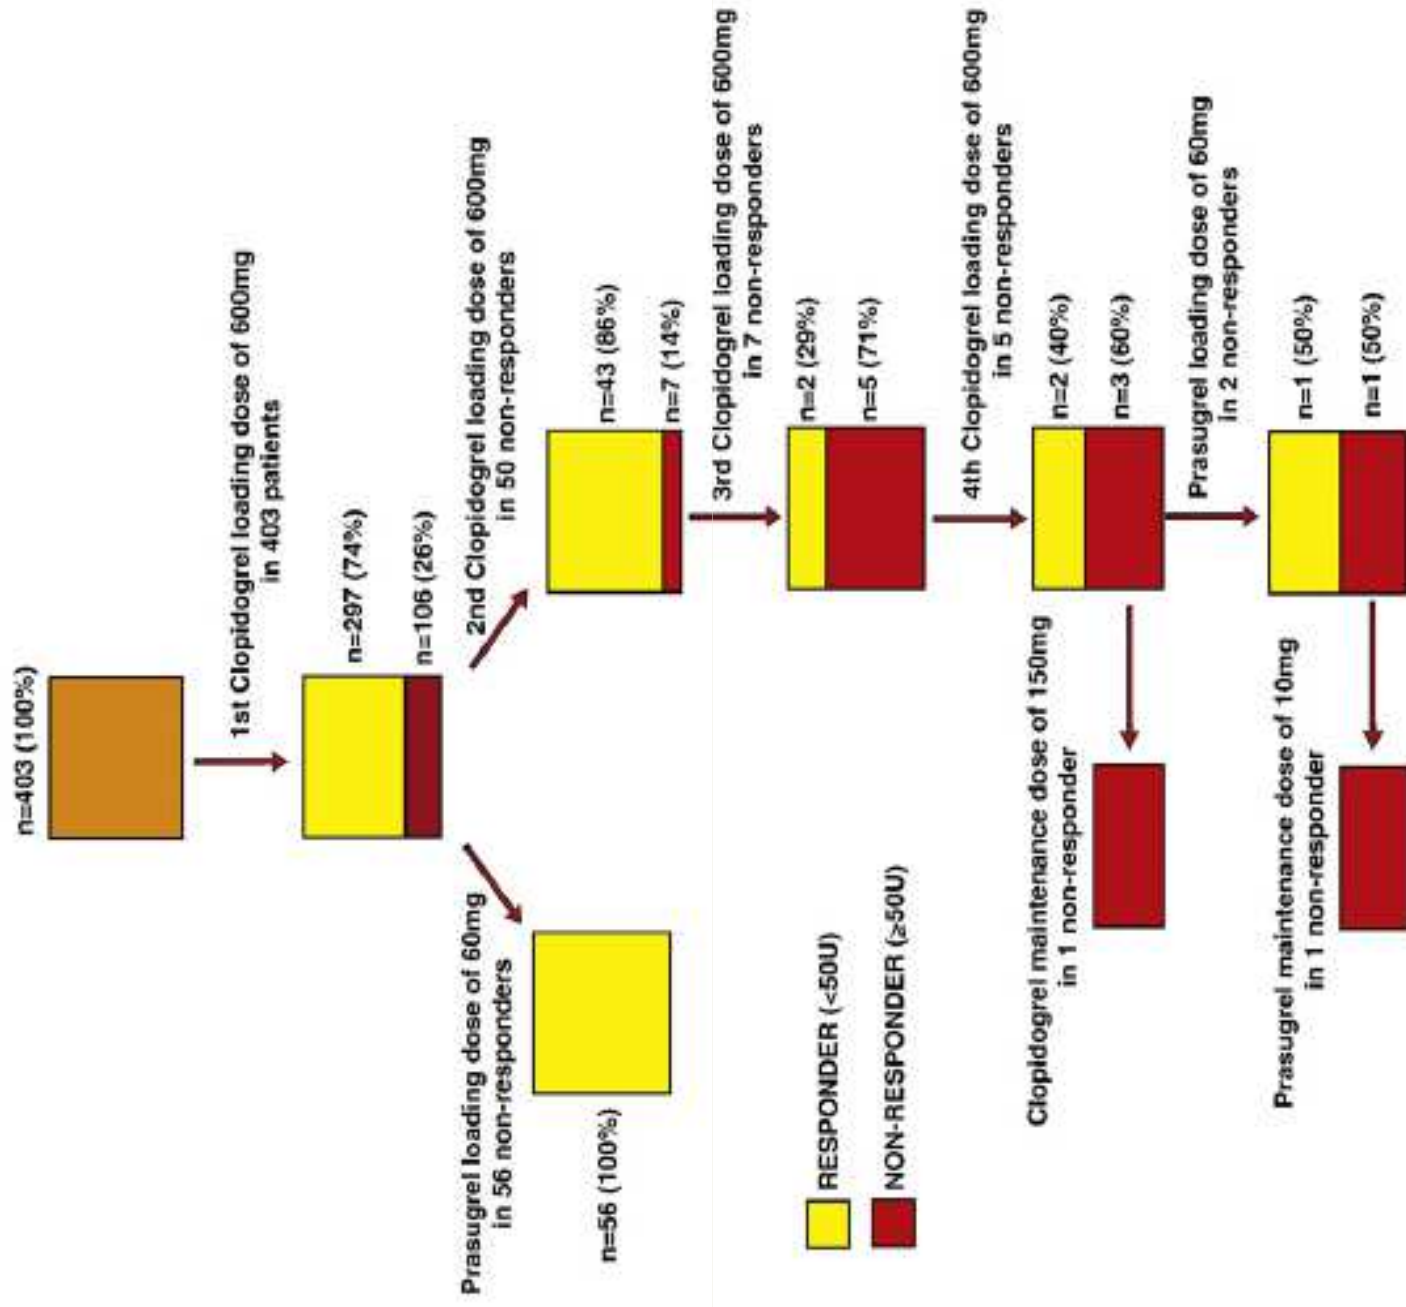 n=403 (100%)
1st Clopidogrel loading dose of 600mg
in 403 patients
n=297 (74%)
n=106 (26%)
Prasugrel loading dose of 60mg
in 56 non-responders
n=56 (100%)
2nd Clopidogrel loading dose of 600mg
in 50 non-responders
n=43 (86%)
n=7 (14%)
3rd Clopidogrel loading dose of 600mg
in 7 non-responders
n=2 (29%)
n=5 (71%)
4th Clopidogrel loading dose of 600mg
in 5 non-responders
n=2 (40%)
n=3 (60%)
Clopidogrel maintenance dose of 150mg
in 1 non-responder
Prasugrel loading dose of 60mg
in 2 non-responders
n=1 (50%)
n=1 (50%)
Prasugrel maintenance dose of 10mg
in 1 non-responder
RESPONDER (<50U)
NON-RESPONDER (≥50U)